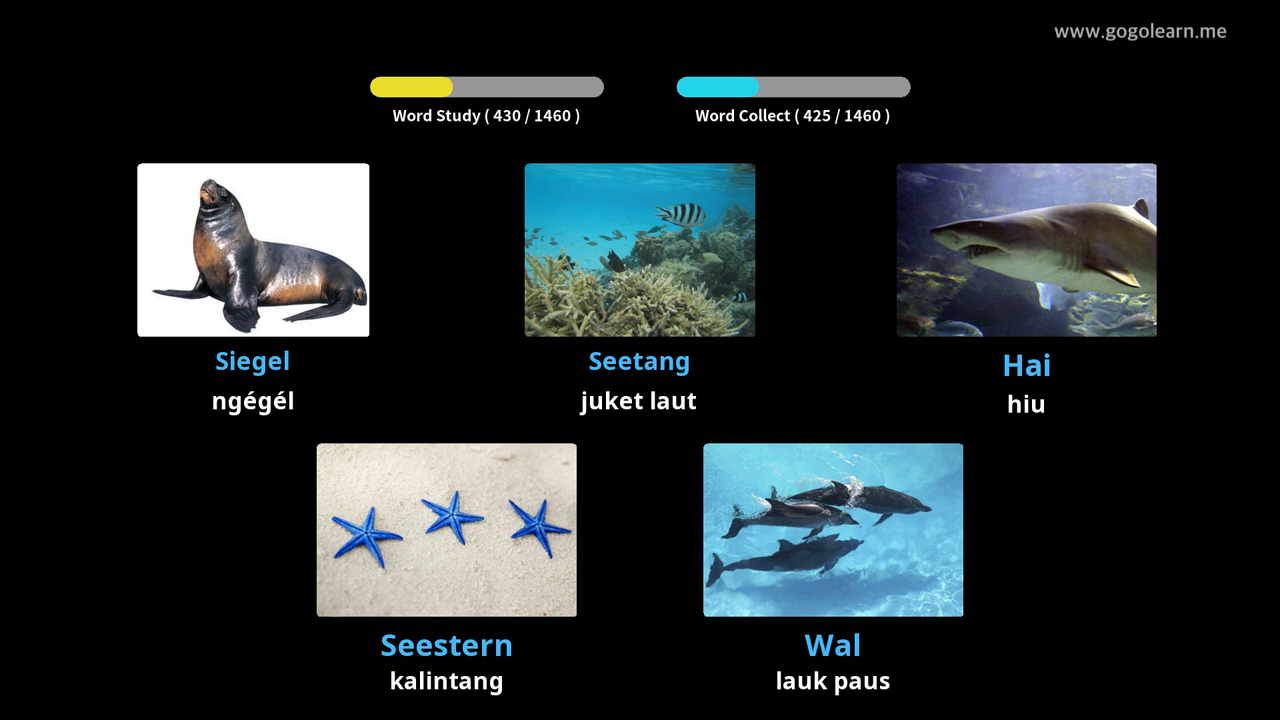 www.gogolearn.me
Word Study ( 430 / 1460 )
Word Collect ( 425 / 1460 )
Siegel
ngégél
Seetang
juket laut
Hai
hiu
Seestern
kalintang
Wal
lauk paus